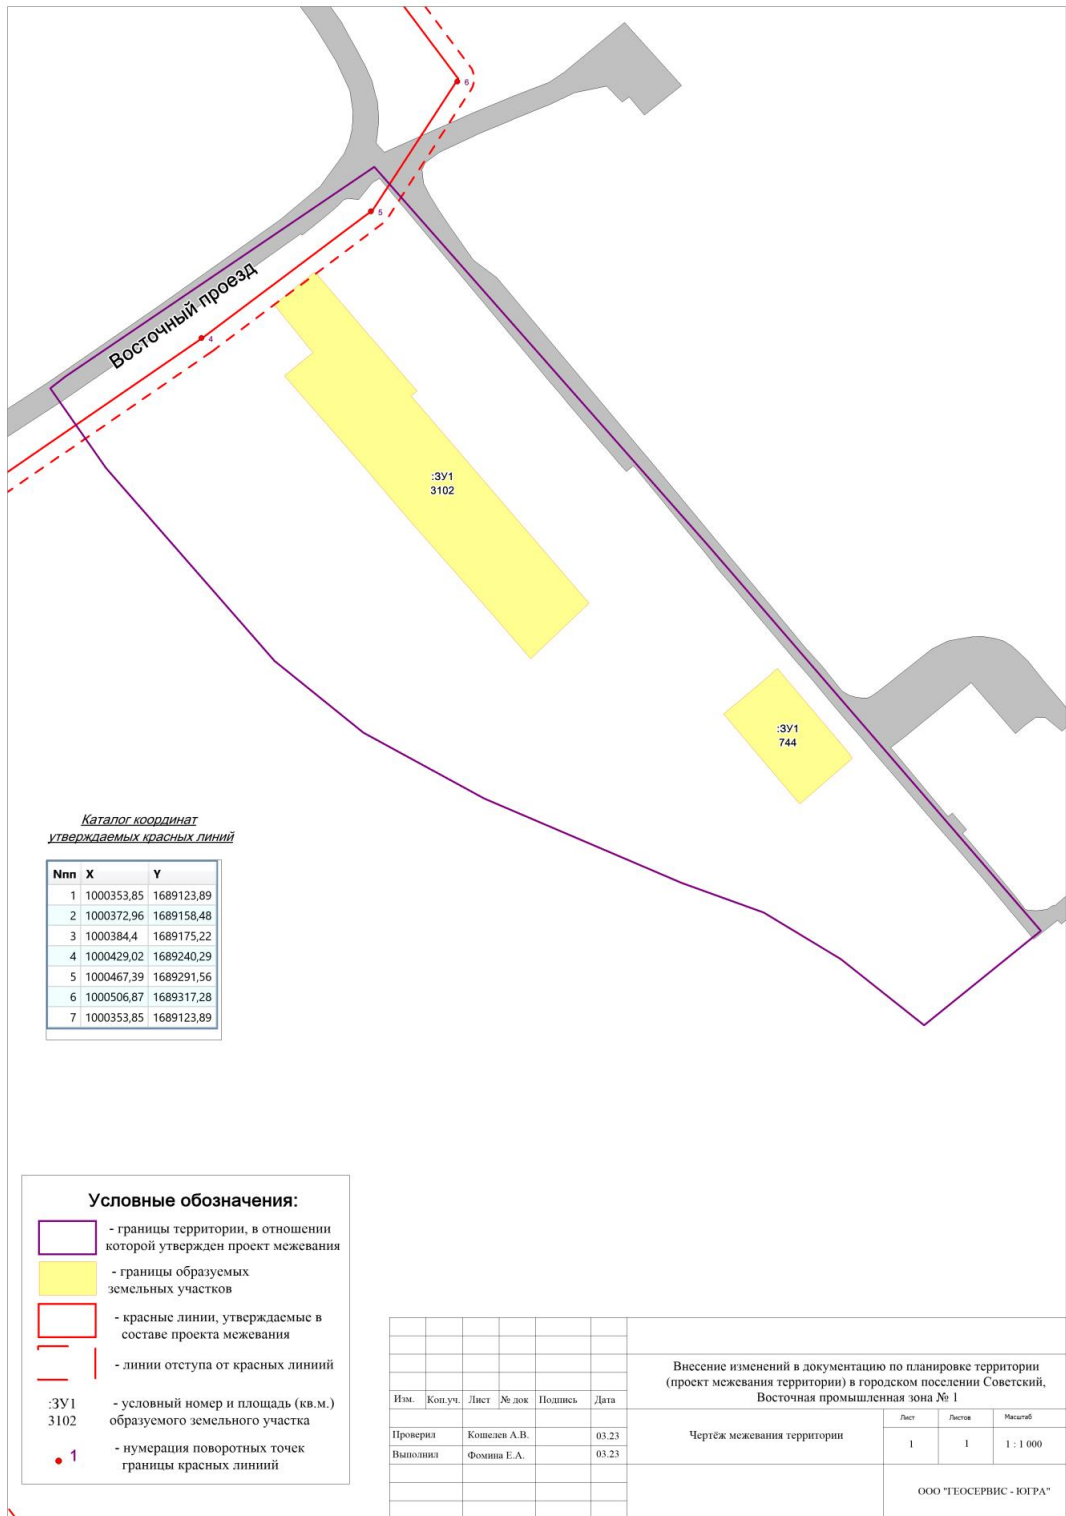 6
5
Восточный проезд
4
:ЗУ1
3102
:ЗУ1
744
Каталог координат
утверждаемых красных линий
Nпп X Y
1 1000353,85 1689123,89
2 1000372,96 1689158,48
3 1000384,4 1689175,22
4 1000429,02 1689240,29
5 1000467,39 1689291,56
6 1000506,87 1689317,28
7 1000353,85 1689123,89
Условные обозначения:
- границы территории, в отношении
которой утвержден проект межевания
- границы образуемых
земельных участков
- красные линии, утверждаемые в
составе проекта межевания
- линии отступа от красных линиий
:ЗУ1 - условный номер и площадь (кв.м.)
3102 образуемого земельного участка
1 - нумерация поворотных точек
границы красных линиий
Внесение изменений в документацию по планировке территории
(проект межевания территории) в городском поселении Советский,
Восточная промышленная зона № 1
Изм. Кол.уч. Лист № док Подпись Дата
Проверил Кошелев А.В. 03.23
Выполнил Фомина Е.А. 03.23
Чертёж межевания территории
Лист Листов Масштаб
1 1 1 : 1 000
ООО "ГЕОСЕРВИС - ЮГРА"